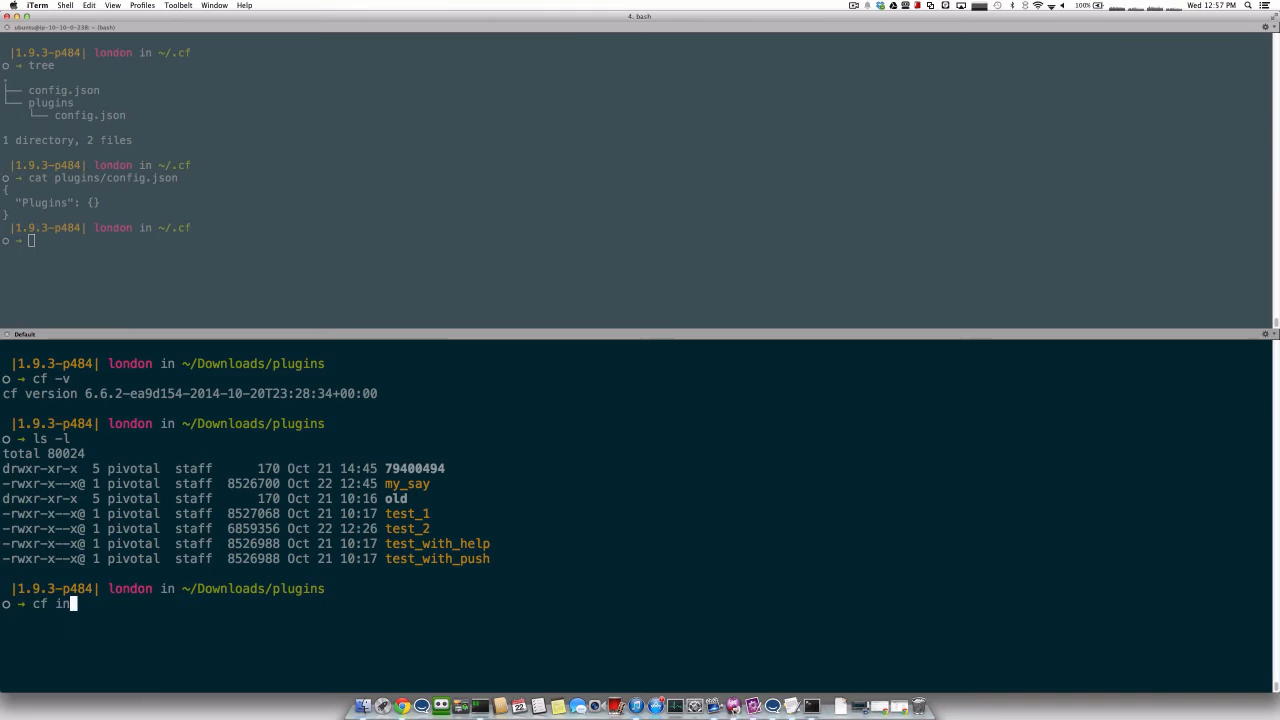 iTerm Shell Edit View Profiles Toolbelt Window Help 100% Wed 12:57 PM
4. bash
ubuntu@ip-10-10-0-238: ~ (bash)
|1.9.3-p484| london in ~/.cf
○ → tree
.
├── config.json
└── plugins
└── config.json
1 directory, 2 files
|1.9.3-p484| london in ~/.cf
○ → cat plugins/config.json
{
"Plugins": {}
}
|1.9.3-p484| london in ~/.cf
○ →
Default
|1.9.3-p484| london in ~/Downloads/plugins
○ → cf -v
cf version 6.6.2-ea9d154-2014-10-20T23:28:34+00:00
|1.9.3-p484| london in ~/Downloads/plugins
○ → ls -l
total 80024
drwxr-xr-x 5 pivotal staff 170 Oct 21 14:45 79400494
-rwxr-x--x@ 1 pivotal staff 8526700 Oct 22 12:45 my_say
drwxr-xr-x 5 pivotal staff 170 Oct 21 10:16 old
-rwxr-x--x@ 1 pivotal staff 8527068 Oct 21 10:17 test_1
-rwxr-x--x@ 1 pivotal staff 6859356 Oct 22 12:26 test_2
-rwxr-x--x@ 1 pivotal staff 8526988 Oct 21 10:17 test_with_help
-rwxr-x--x@ 1 pivotal staff 8526988 Oct 21 10:17 test_with_push
|1.9.3-p484| london in ~/Downloads/plugins
○ → cf in